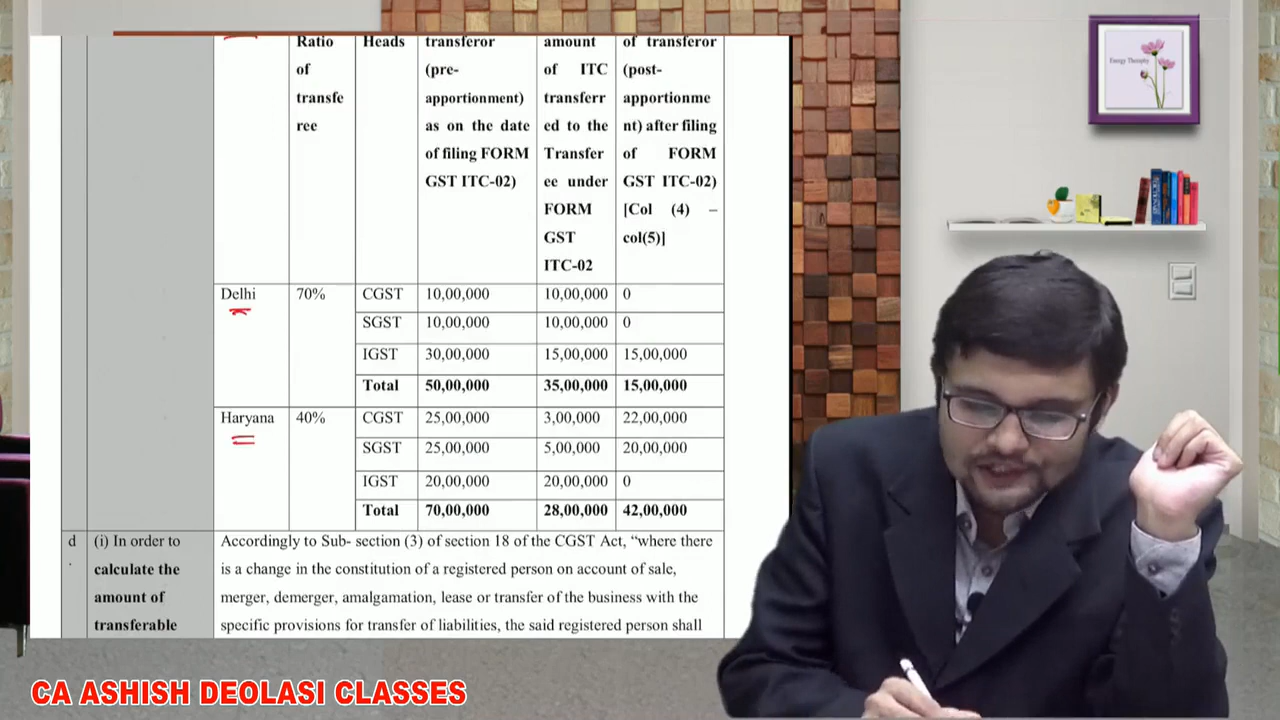 Ratio of transfe ree
Heads
transferor (pre- apportionment) as on the date of filing FORM GST ITC-02)
amount of ITC transferr ed to the Transfer ee under FORM GST ITC-02
of transferor (post- apportionme nt) after filing of FORM GST ITC-02) [Col (4) – col(5)]
Delhi 70% CGST 10,00,000 10,00,000 0
SGST 10,00,000 10,00,000 0
IGST 30,00,000 15,00,000 15,00,000
Total 50,00,000 35,00,000 15,00,000
Haryana 40% CGST 25,00,000 3,00,000 22,00,000
SGST 25,00,000 5,00,000 20,00,000
IGST 20,00,000 20,00,000 0
Total 70,00,000 28,00,000 42,00,000
d .
(i) In order to
calculate the
amount of
transferable
Accordingly to Sub- section (3) of section 18 of the CGST Act, “where there
is a change in the constitution of a registered person on account of sale,
merger, demerger, amalgamation, lease or transfer of the business with the
specific provisions for transfer of liabilities, the said registered person shall
Energy Theraphy
CA ASHISH DEOLASI CLASSES